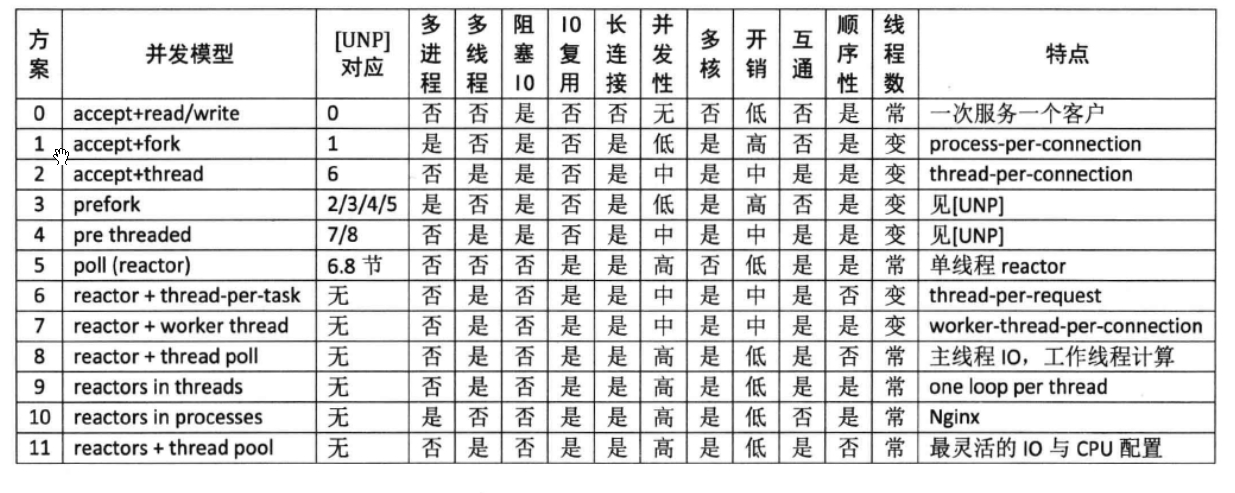 方案 并发模型 [UNP]对应 多进程 多线程 阻塞IO IO复用 长连接 并发性 多核 开销 互通 顺序性 线程数 特点
0 accept+read/write 0 否 否 是 否 否 无 否 低 否 是 常 一次服务一个客户
1 accept+fork 1 是 否 是 否 是 低 是 高 否 是 变 process-per-connection
2 accept+thread 6 否 是 是 否 是 中 是 中 是 是 变 thread-per-connection
3 prefork 2/3/4/5 是 否 是 否 是 低 是 高 否 是 变 见[UNP]
4 pre threaded 7/8 否 是 是 否 是 中 是 中 是 是 变 见[UNP]
5 poll (reactor) 6.8 节 否 否 否 是 是 高 否 低 是 是 常 单线程 reactor
6 reactor + thread-per-task 无 否 是 否 是 是 中 是 中 是 否 变 thread-per-request
7 reactor + worker thread 无 否 是 否 是 是 中 是 中 是 是 变 worker-thread-per-connection
8 reactor + thread poll 无 否 是 否 是 是 高 是 低 是 否 常 主线程 IO，工作线程计算
9 reactors in threads 无 否 是 否 是 是 高 是 低 是 是 常 one loop per thread
10 reactors in processes 无 是 否 否 是 是 高 是 低 否 是 常 Nginx
11 reactors + thread pool 无 否 是 否 是 是 高 是 低 是 否 常 最灵活的 IO 与 CPU 配置